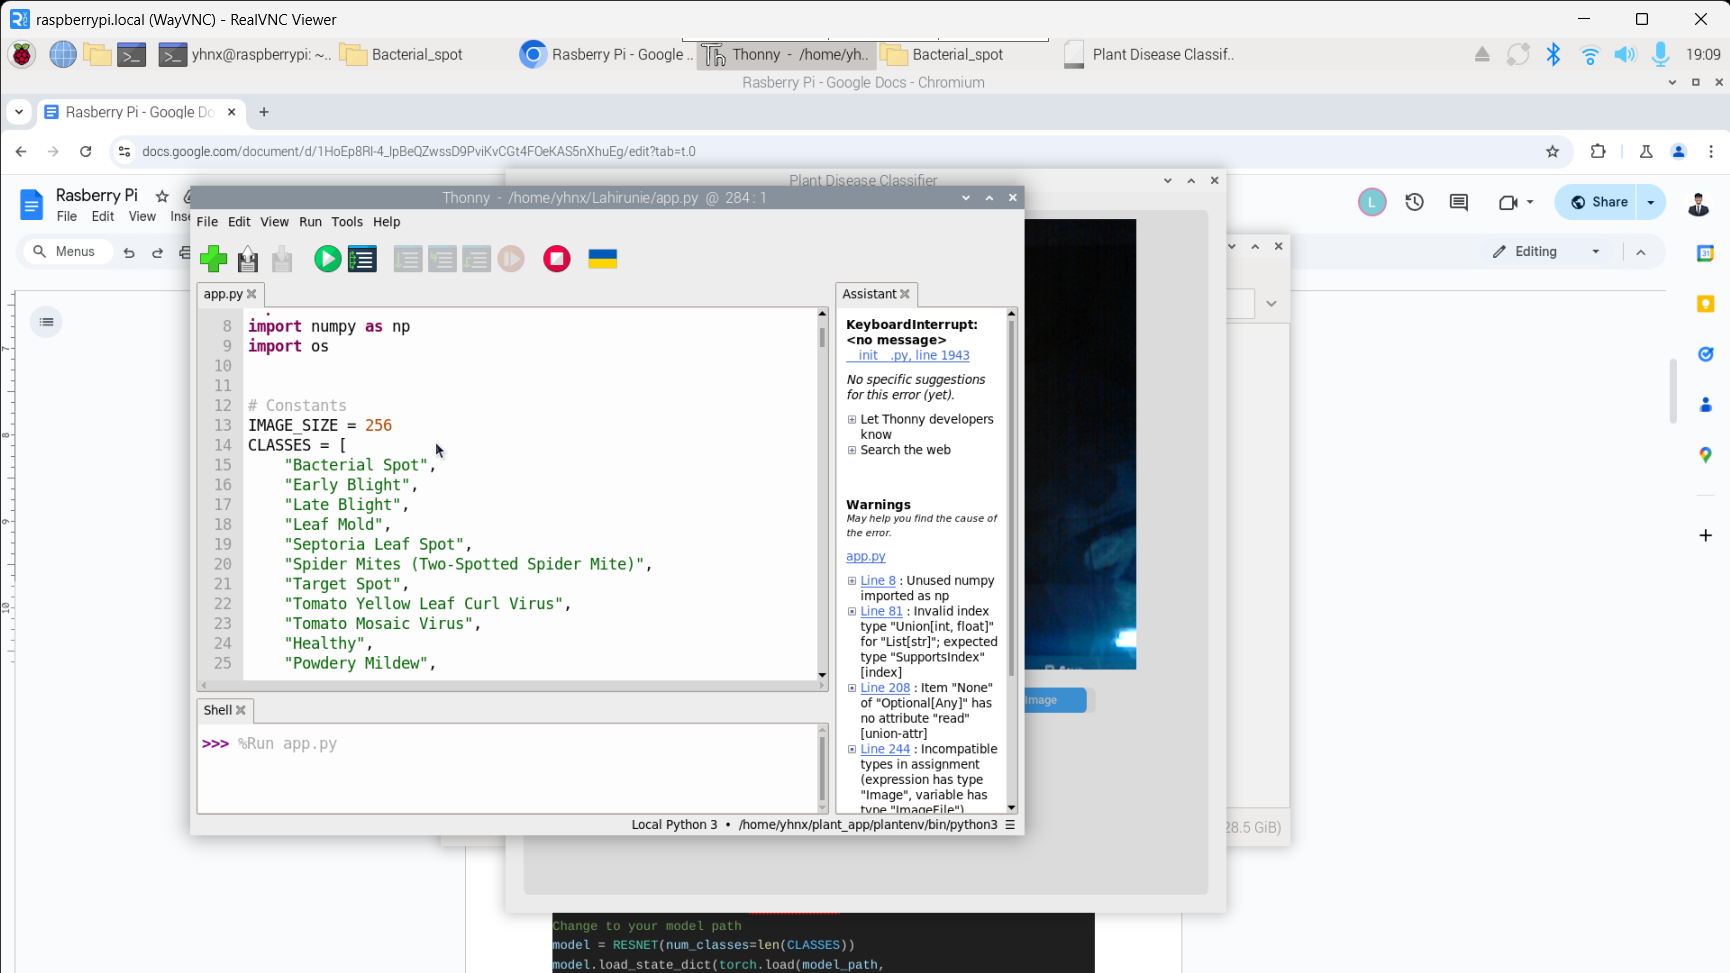 raspberrypi.local (WayVNC) - RealVNC Viewer
yhnx@raspberrypi: ~.. Bacterial_spot Rasberry Pi - Google .. Thonny - /home/yh.. Bacterial_spot Plant Disease Classif.. 19:09
Rasberry Pi - Google Docs - Chromium
Rasberry Pi - Google Do
docs.google.com/document/d/1HoEp8RI-4_lpBeQZwssD9PviKvCGt4FOeKAS5nXhuEg/edit?tab=t.0
Plant Disease Classifier
Rasberry Pi
File Edit View Ins
L
Share
Menus
Editing
Thonny - /home/yhnx/Lahirunie/app.py @ 284 : 1
File Edit View Run Tools Help
app.py
8 import numpy as np
9 import os
10
11
12 # Constants
13 IMAGE_SIZE = 256
14 CLASSES = [
15 "Bacterial Spot",
16 "Early Blight",
17 "Late Blight",
18 "Leaf Mold",
19 "Septoria Leaf Spot",
20 "Spider Mites (Two-Spotted Spider Mite)",
21 "Target Spot",
22 "Tomato Yellow Leaf Curl Virus",
23 "Tomato Mosaic Virus",
24 "Healthy",
25 "Powdery Mildew",
Shell
>>> %Run app.py
Assistant
KeyboardInterrupt:
<no message>
__init__.py, line 1943
No specific suggestions
for this error (yet).
Let Thonny developers
know
Search the web
Warnings
May help you find the cause of
the error.
app.py
Line 8 : Unused numpy
imported as np
Line 81 : Invalid index
type "Union[int, float]"
for "List[str]"; expected
type "SupportsIndex"
[index]
Line 208 : Item "None"
of "Optional[Any]" has
no attribute "read"
[union-attr]
Line 244 : Incompatible
types in assignment
(expression has type
"Image", variable has
type "ImageFile")
Local Python 3 • /home/yhnx/plant_app/plantenv/bin/python3
Image
28.5 GiB)
7
8
9
10
31
Change to your model path
model = RESNET(num_classes=len(CLASSES))
model.load_state_dict(torch.load(model_path,